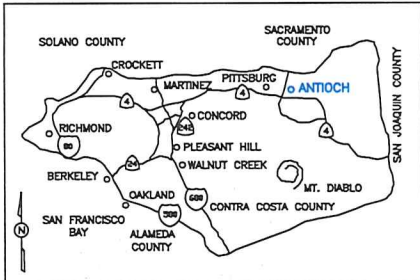 SOLANO COUNTY
SACRAMENTO
COUNTY
CROCKETT
MARTINEZ
PITTSBURG
ANTIOCH
4
4
SAN JOAQUIN COUNTY
RICHMOND
80
CONCORD
242
4
PLEASANT HILL
24
WALNUT CREEK
BERKELEY
MT. DIABLO
OAKLAND
680
CONTRA COSTA COUNTY
N
SAN FRANCISCO
BAY
580
ALAMEDA
COUNTY